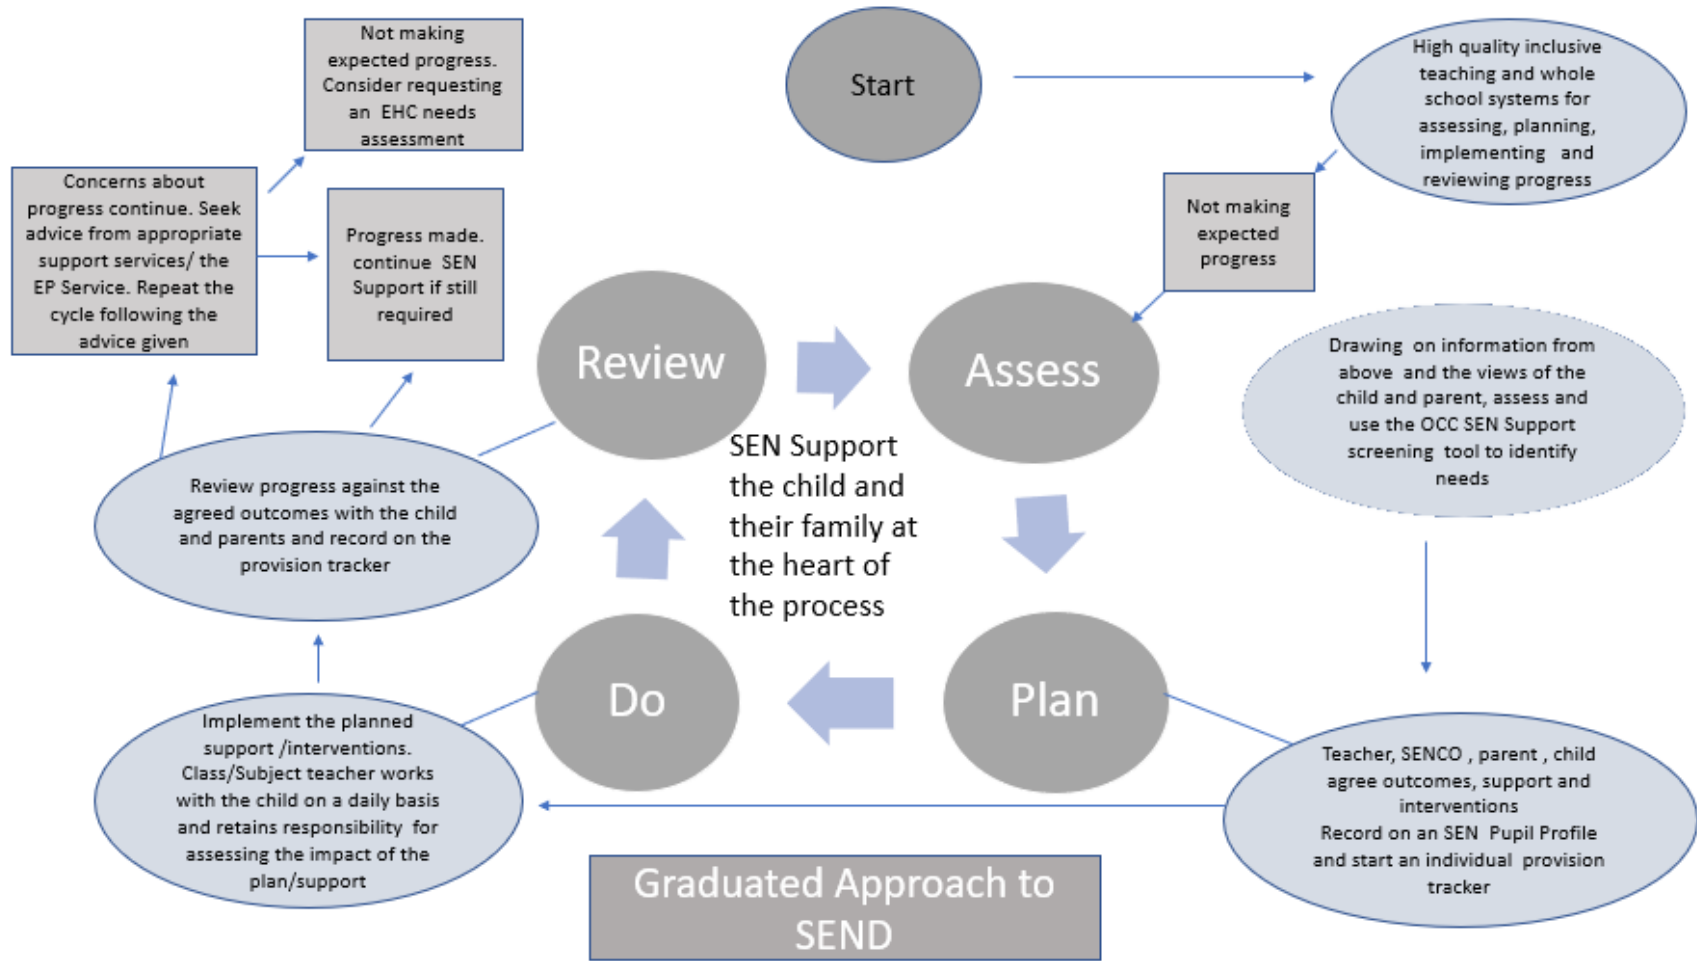 Start
High quality inclusive
teaching and whole
school systems for
assessing, planning,
implementing and
reviewing progress
Not making
expected
progress
Assess
Drawing on information from
above and the views of the
child and parent, assess and
use the OCC SEN Support
screening tool to identify
needs
Plan
Teacher, SENCO , parent , child
agree outcomes, support and
interventions
Record on an SEN Pupil Profile
and start an individual provision
tracker
Do
Implement the planned
support /interventions.
Class/Subject teacher works
with the child on a daily basis
and retains responsibility for
assessing the impact of the
plan/support
Review
Review progress against the
agreed outcomes with the child
and parents and record on the
provision tracker
Progress made.
continue SEN
Support if still
required
Concerns about
progress continue. Seek
advice from appropriate
support services/ the
EP Service. Repeat the
cycle following the
advice given
Not making
expected progress.
Consider requesting
an EHC needs
assessment
SEN Support
the child and
their family at
the heart of
the process
Graduated Approach to
SEND